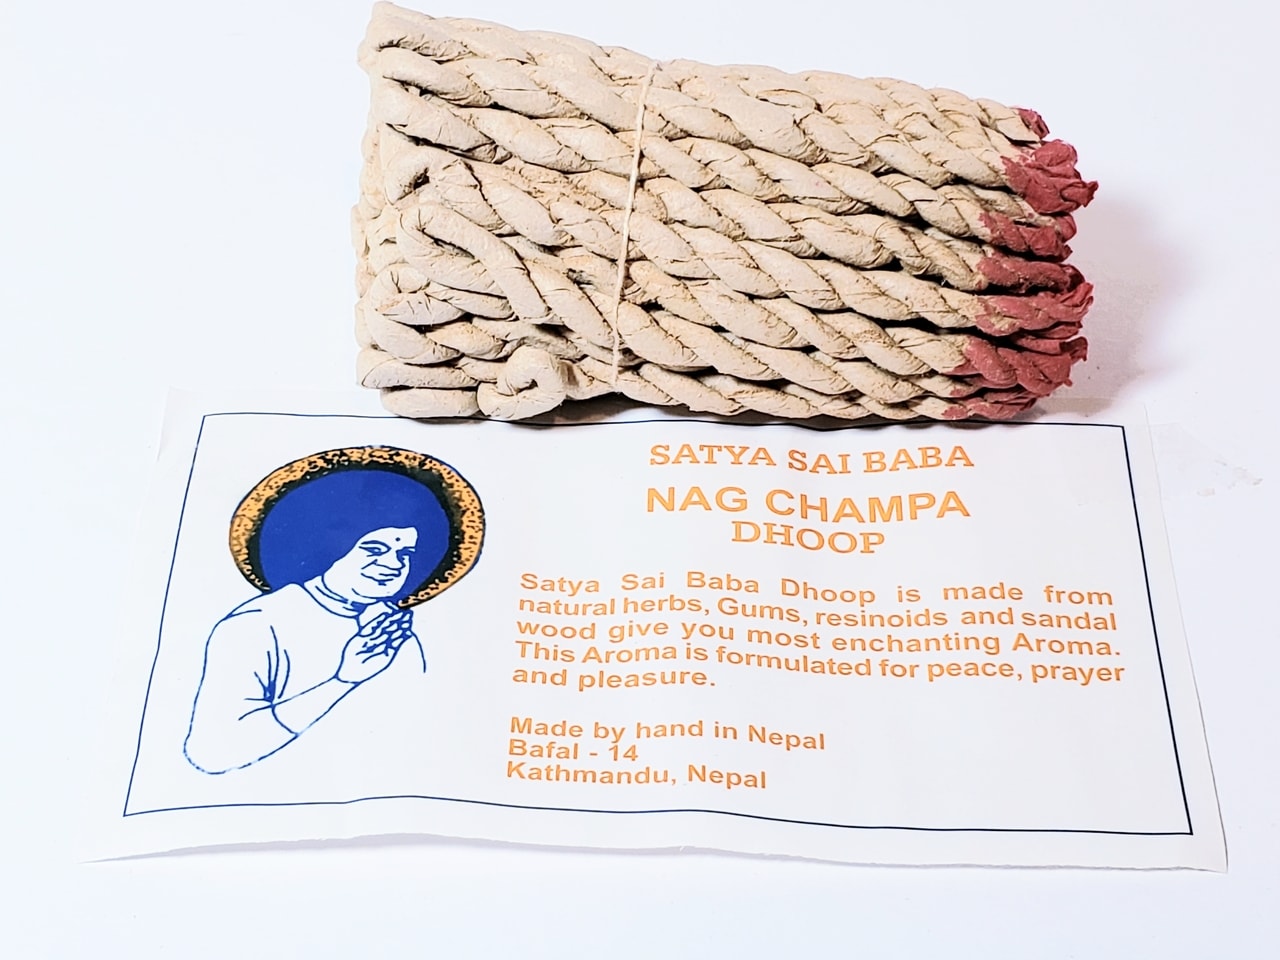 SATYA SAI BABA
NAG CHAMPA
DHOOP
Satya Sai Baba Dhoop is made from
natural herbs, Gums, resinoids and sandal
wood give you most enchanting Aroma.
This Aroma is formulated for peace, prayer
and pleasure.
Made by hand in Nepal
Bafal - 14
Kathmandu, Nepal